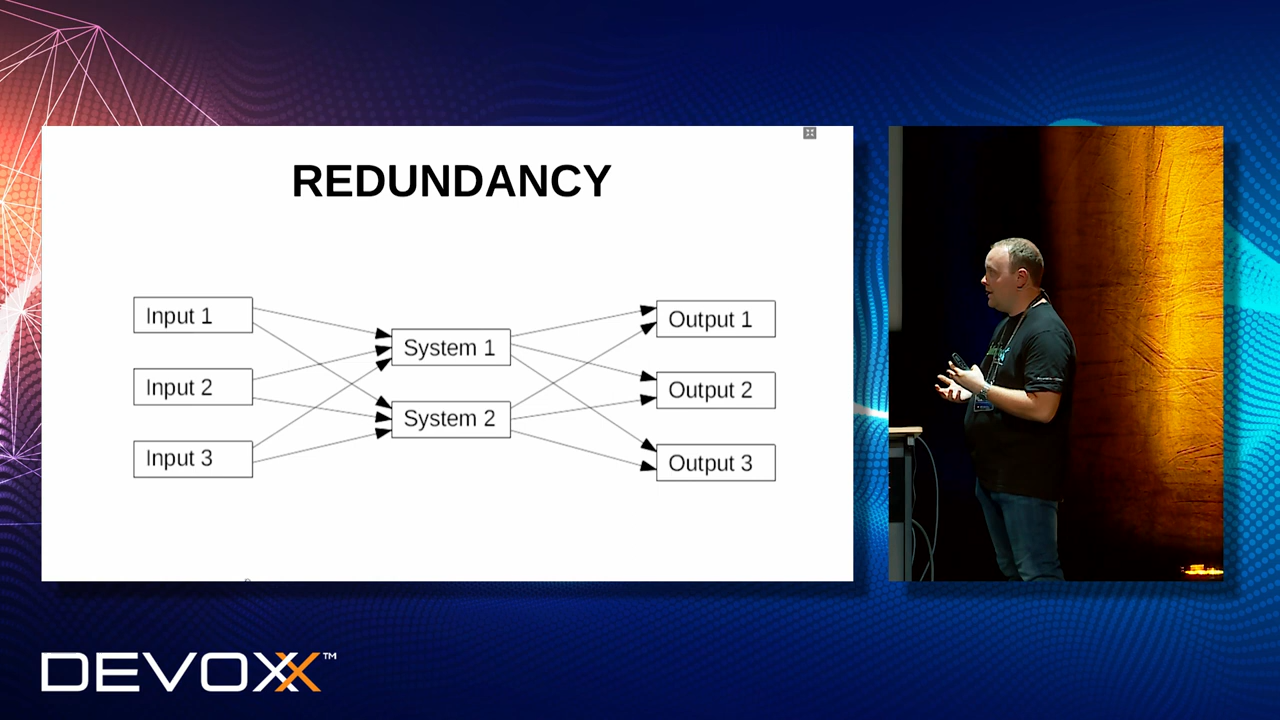 REDUNDANCY
Input 1
Input 2
Input 3
System 1
System 2
Output 1
Output 2
Output 3
DEVOXX™